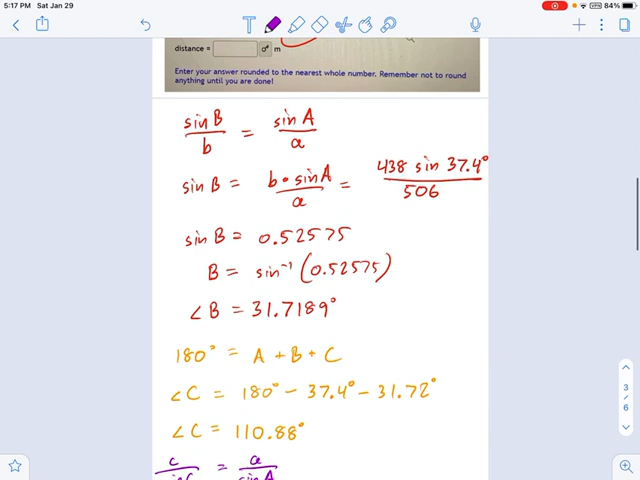 5:17 PM Sat Jan 29
84%
distance = m
Enter your answer rounded to the nearest whole number. Remember not to round
anything until you are done!
sin B / b = sin A / a
sin B = b • sin A / a = 438 sin 37.4° / 506
sin B = 0.52575
B = sin⁻¹ (0.52575)
∠B = 31.7189°
180° = A + B + C
∠C = 180° − 37.4° − 31.72°
∠C = 110.88°
c / sin C = a / sin A
3
/
6